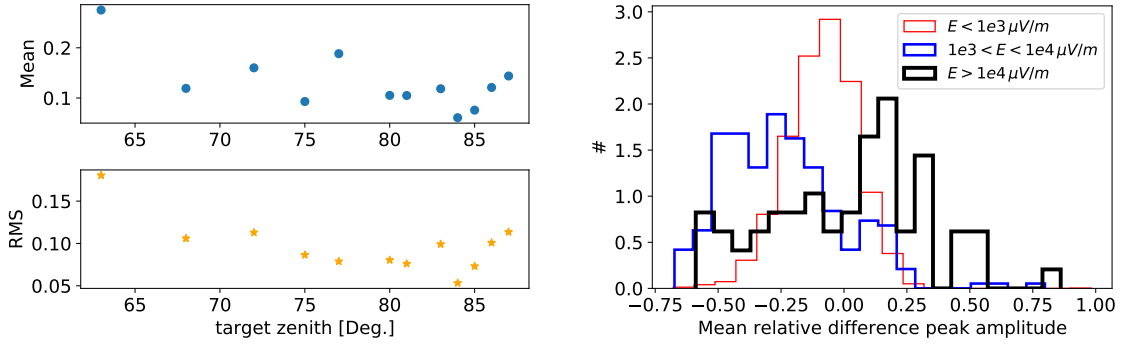 Mean
0.2
0.1
65 70 75 80 85
RMS
0.15
0.10
0.05
65 70 75 80 85
target zenith [Deg.]
#
3.0
2.5
2.0
1.5
1.0
0.5
0.0
E < 1e3 μV/m
1e3 < E < 1e4 μV/m
E > 1e4 μV/m
−0.75 −0.50 −0.25 0.00 0.25 0.50 0.75 1.00
Mean relative difference peak amplitude